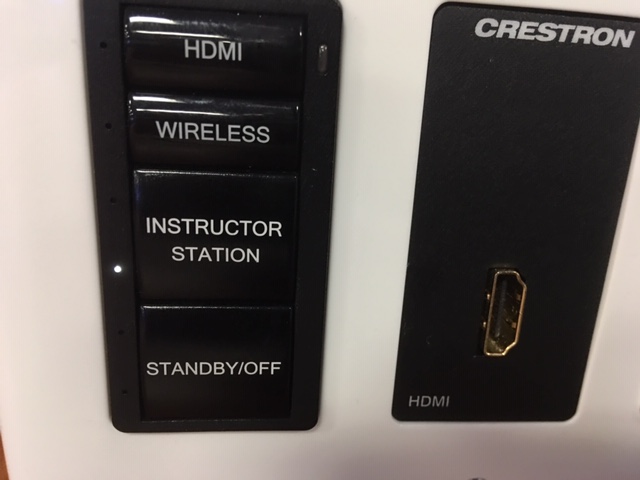 HDMI
WIRELESS
INSTRUCTOR
STATION
STANDBY/OFF
CRESTRON
HDMI